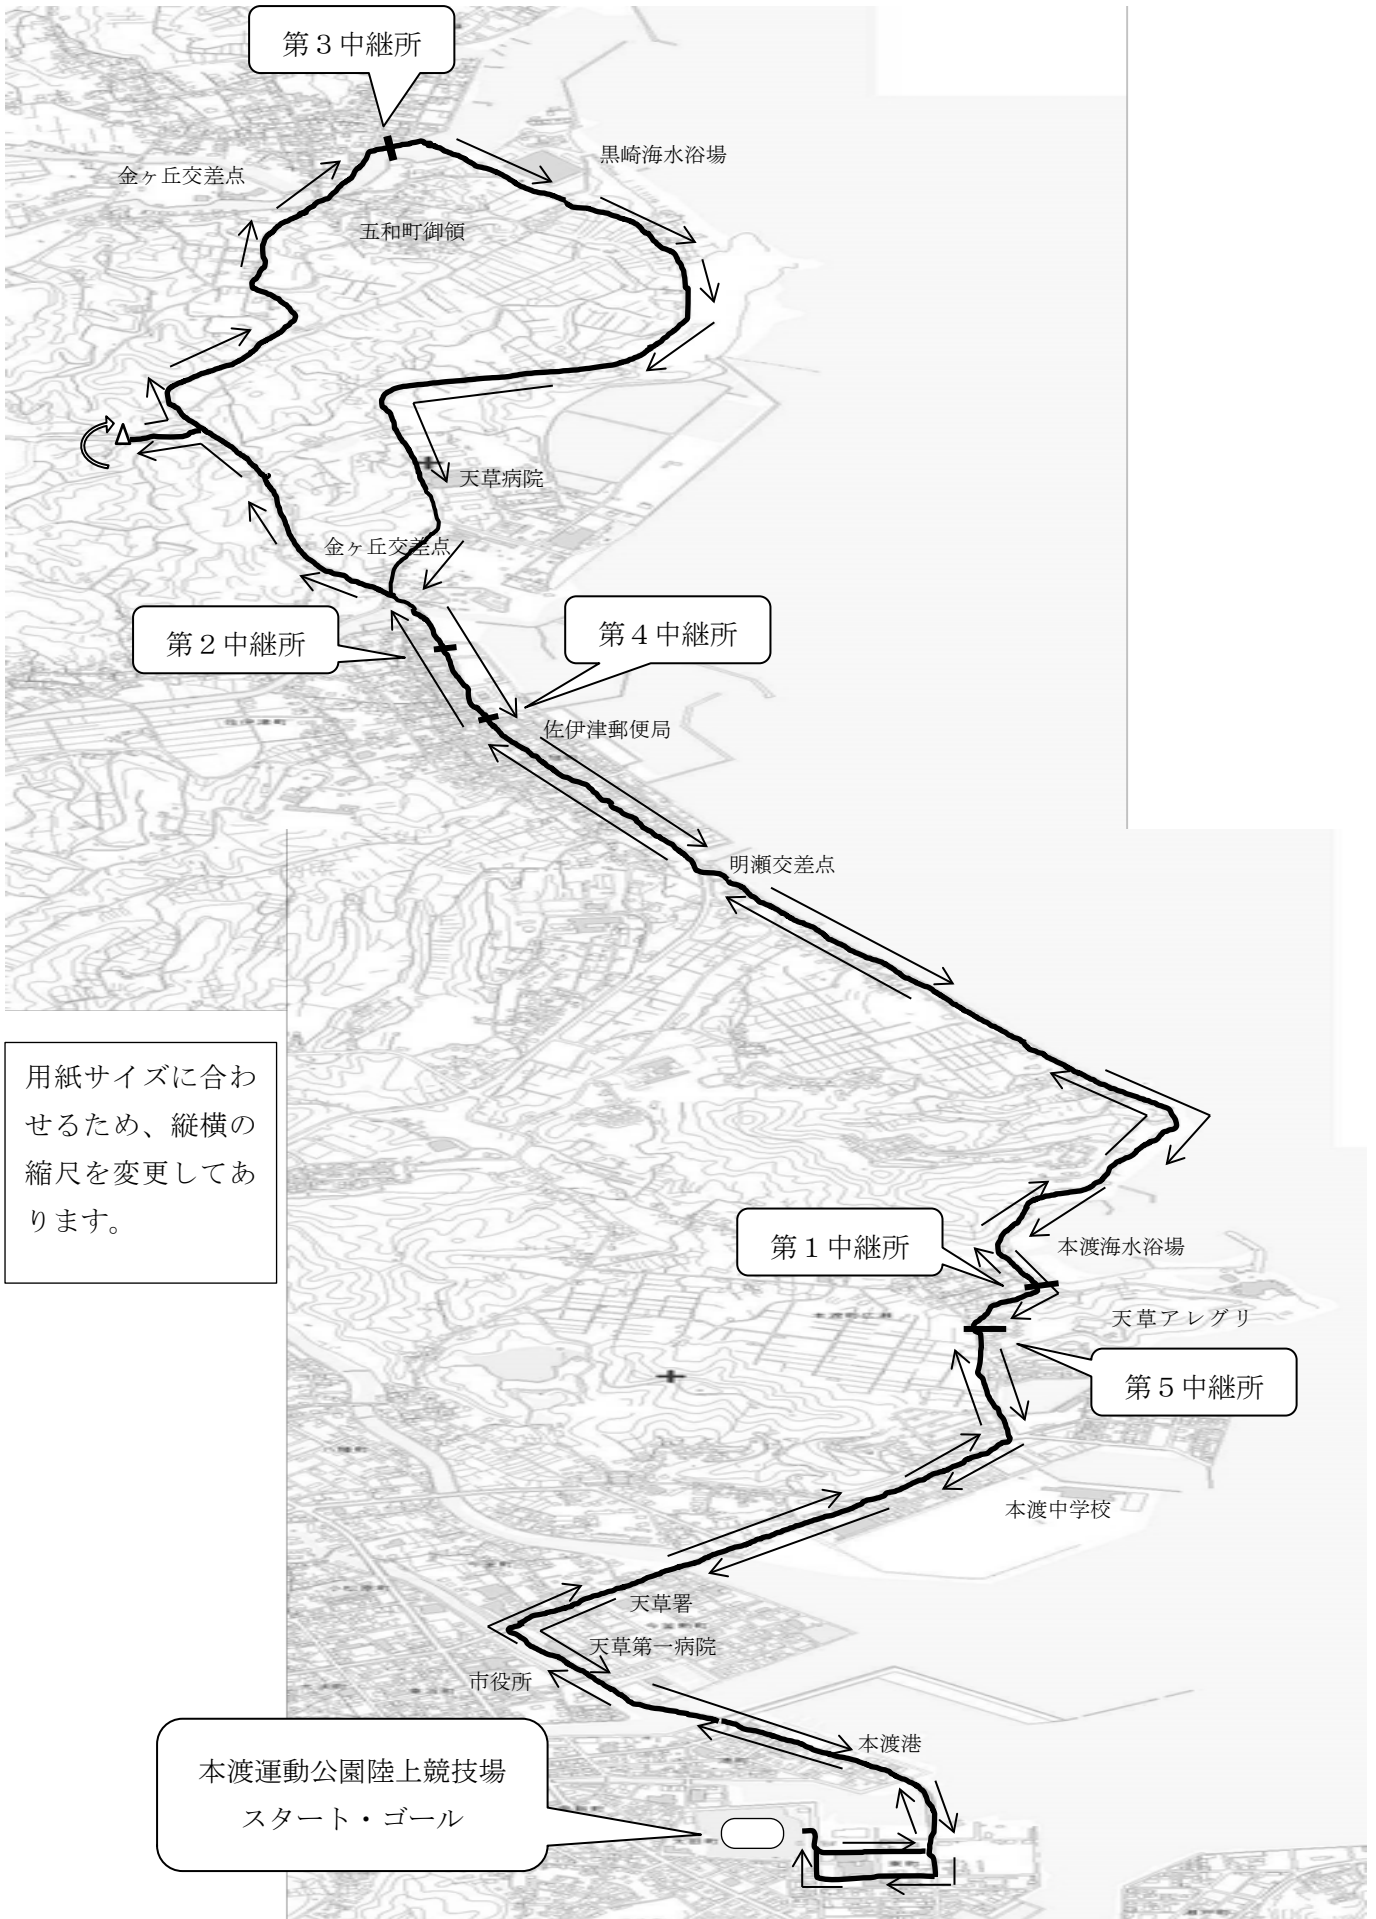 第３中継所
黒崎海水浴場
金ヶ丘交差点
五和町御領
天草病院
金ヶ丘交差点
第２中継所
第４中継所
佐伊津郵便局
明瀬交差点
用紙サイズに合わ
せるため、縦横の
縮尺を変更してあ
ります。
第１中継所
本渡海水浴場
天草アレグリ
第５中継所
本渡中学校
天草署
天草第一病院
市役所
本渡港
本渡運動公園陸上競技場
スタート・ゴール